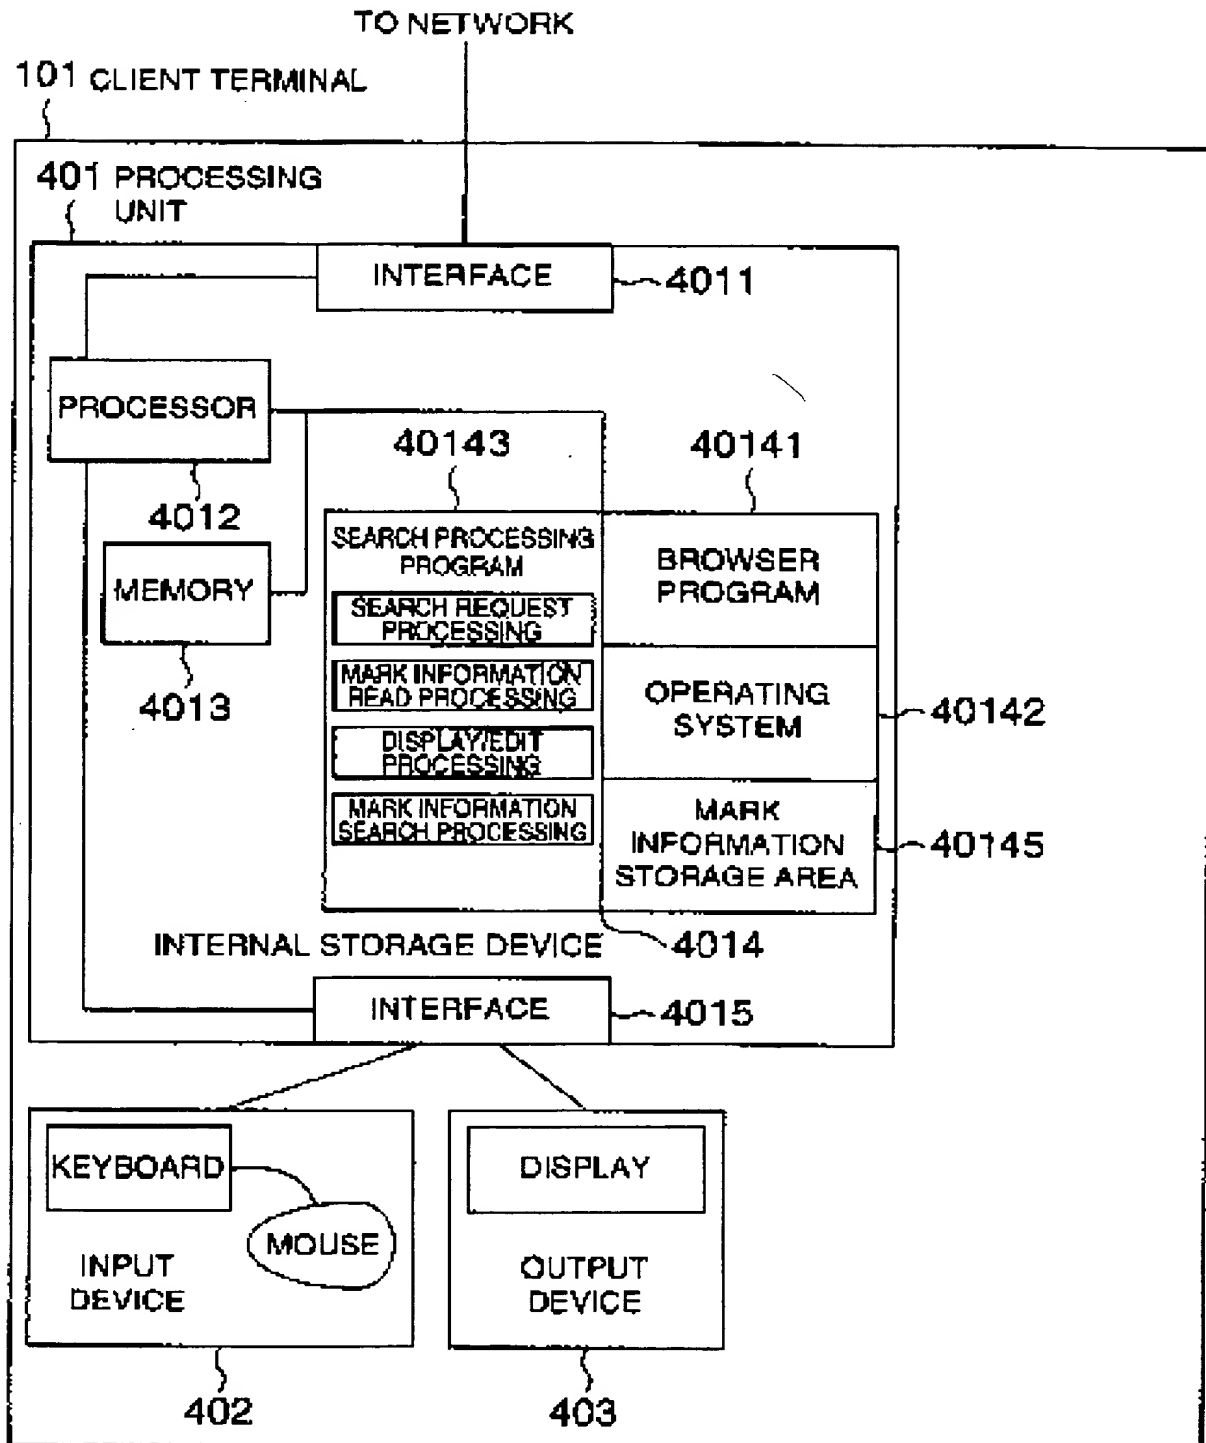 TO NETWORK
101 CLIENT TERMINAL
401 PROCESSING
UNIT
INTERFACE
4011
PROCESSOR
4012
40143
40141
MEMORY
4013
SEARCH PROCESSING
PROGRAM
SEARCH REQUEST
PROCESSING
MARK INFORMATION
READ PROCESSING
DISPLAY/EDIT
PROCESSING
MARK INFORMATION
SEARCH PROCESSING
BROWSER
PROGRAM
OPERATING
SYSTEM
40142
MARK
INFORMATION
STORAGE AREA
40145
INTERNAL STORAGE DEVICE
4014
INTERFACE
4015
KEYBOARD
MOUSE
INPUT
DEVICE
402
DISPLAY
OUTPUT
DEVICE
403